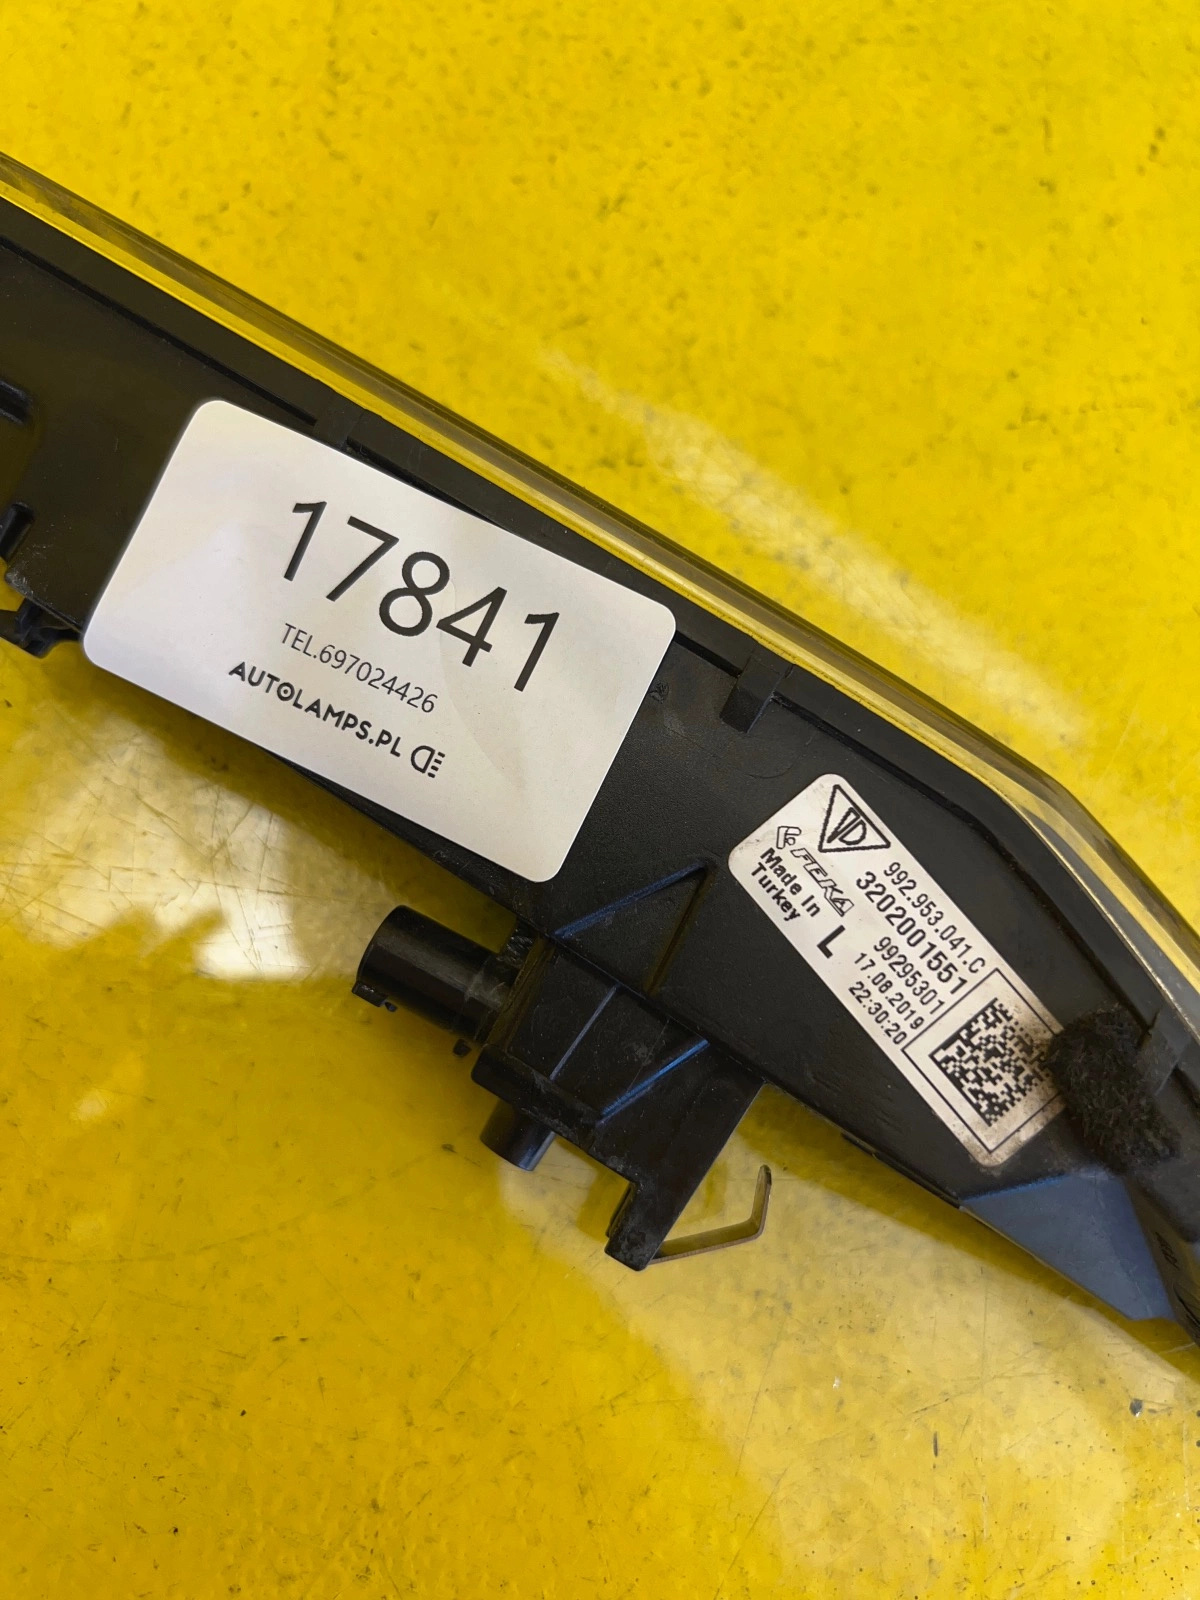 17841
TEL.697024426
AUTOLAMPS.PL
992.953.041.C
3202001551
99295301
17.08.2019
22:30:20
FEKA
Made In
Turkey
L